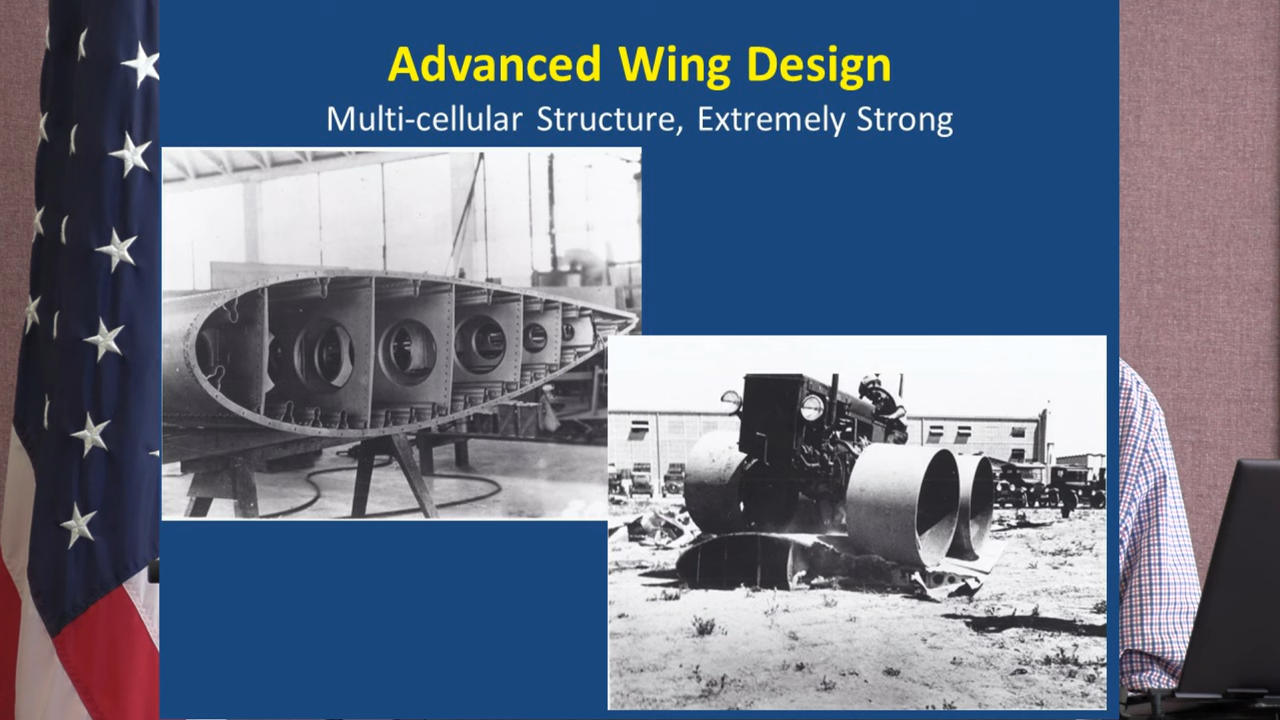 Advanced Wing Design
Multi-cellular Structure, Extremely Strong